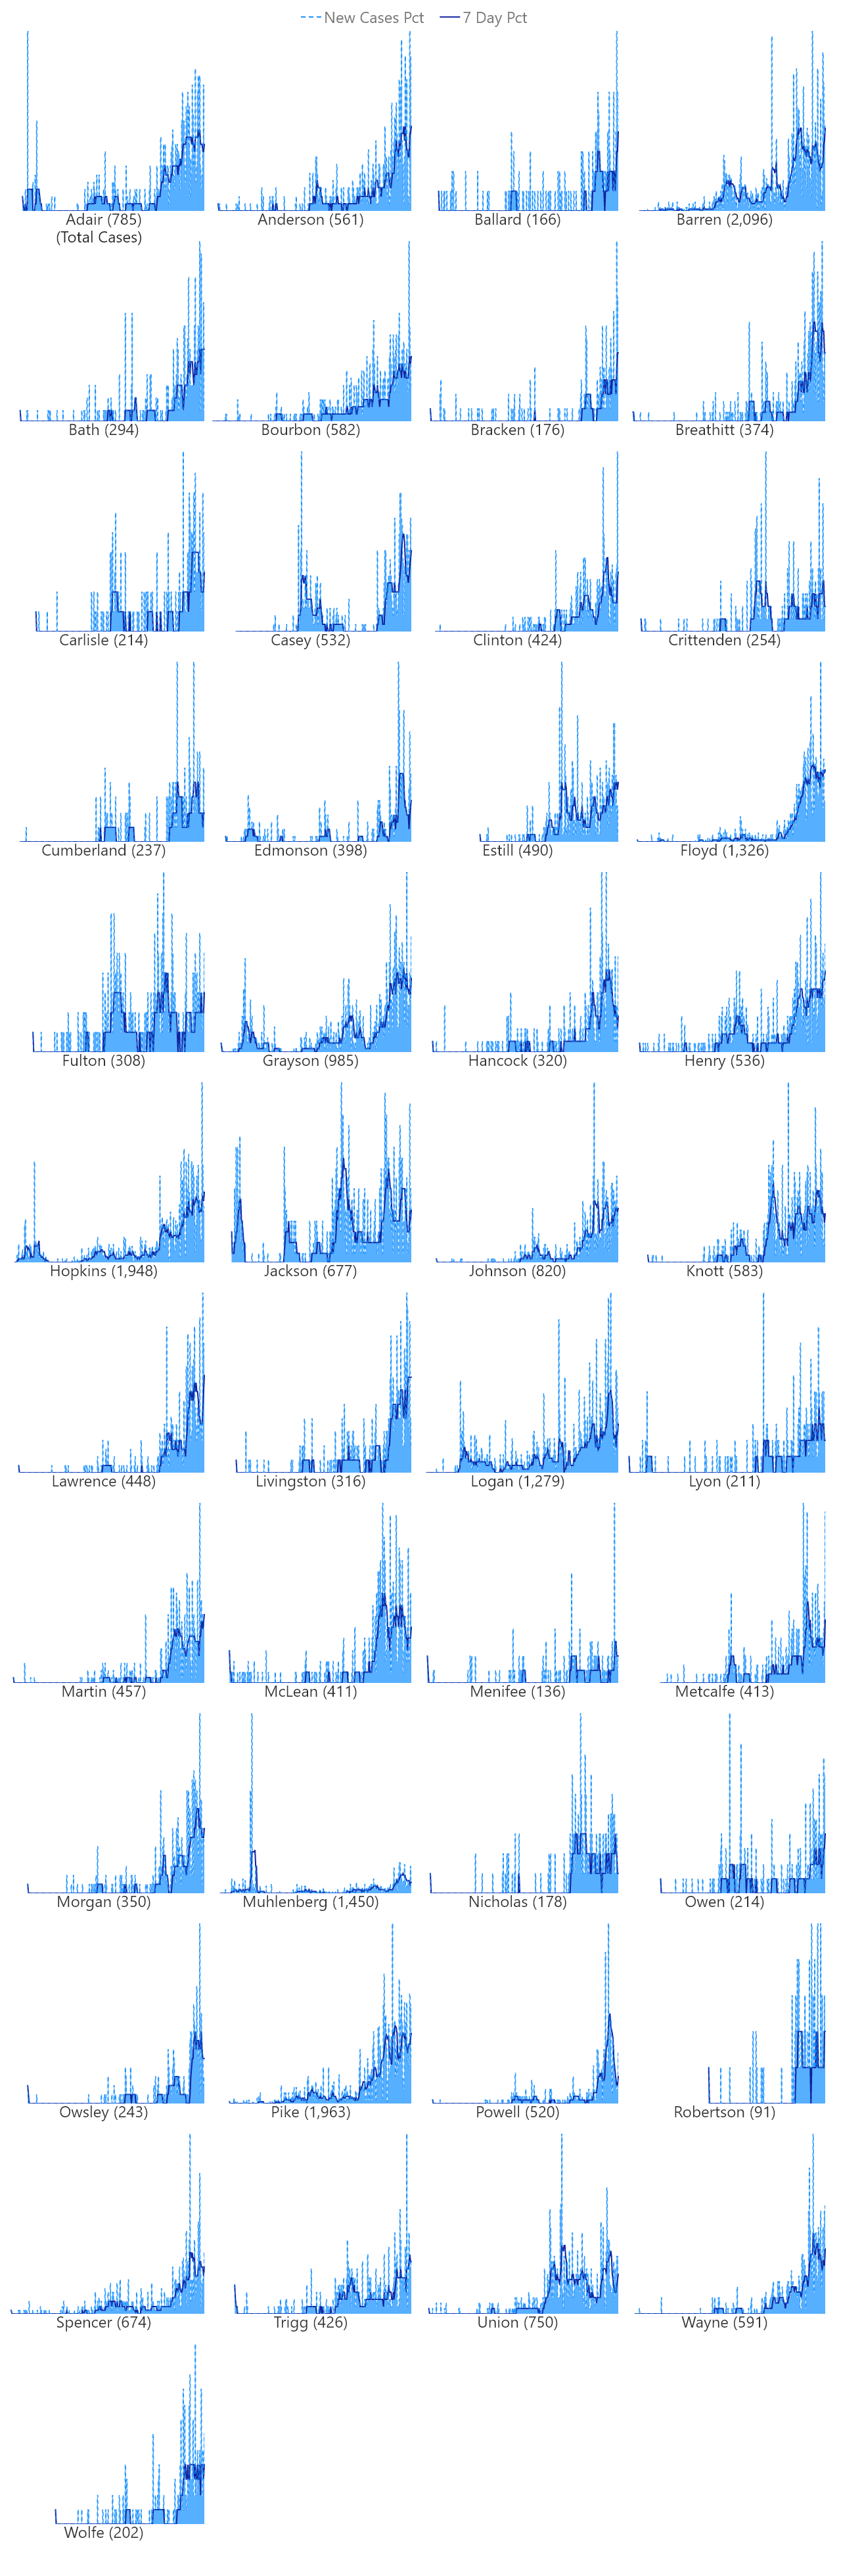 New Cases Pct 7 Day Pct
Adair (785) Anderson (561) Ballard (166) Barren (2,096)
(Total Cases)
Bath (294) Bourbon (582) Bracken (176) Breathitt (374)
Carlisle (214) Casey (532) Clinton (424) Crittenden (254)
Cumberland (237) Edmonson (398) Estill (490) Floyd (1,326)
Fulton (308) Grayson (985) Hancock (320) Henry (536)
Hopkins (1,948) Jackson (677) Johnson (820) Knott (583)
Lawrence (448) Livingston (316) Logan (1,279) Lyon (211)
Martin (457) McLean (411) Menifee (136) Metcalfe (413)
Morgan (350) Muhlenberg (1,450) Nicholas (178) Owen (214)
Owsley (243) Pike (1,963) Powell (520) Robertson (91)
Spencer (674) Trigg (426) Union (750) Wayne (591)
Wolfe (202)